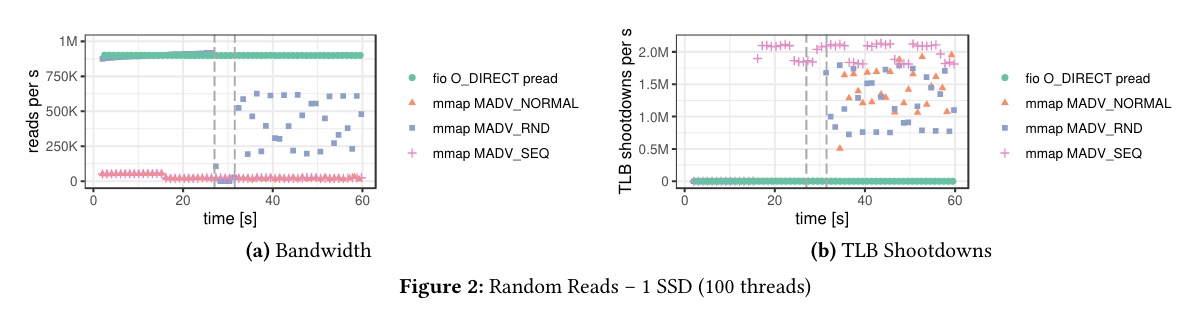 1M
750K
500K
250K
0
reads per s
0
20
40
60
time [s]
fio O_DIRECT pread
mmap MADV_NORMAL
mmap MADV_RND
mmap MADV_SEQ
(a) Bandwidth
2.0M
1.5M
1.0M
0.5M
0
TLB shootdowns per s
0
20
40
60
time [s]
fio O_DIRECT pread
mmap MADV_NORMAL
mmap MADV_RND
mmap MADV_SEQ
(b) TLB Shootdowns
Figure 2: Random Reads – 1 SSD (100 threads)